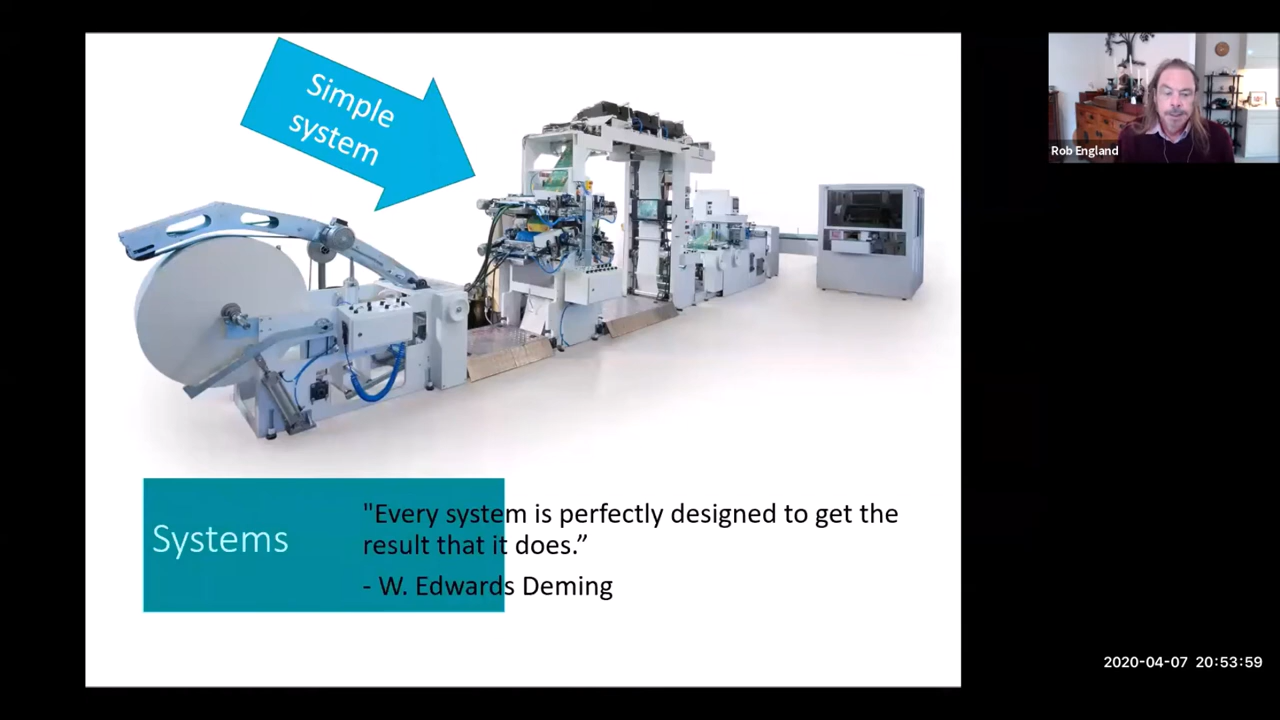 Simple
system
Rob England
Systems
"Every system is perfectly designed to get the
result that it does.”
- W. Edwards Deming
2020-04-07 20:53:59